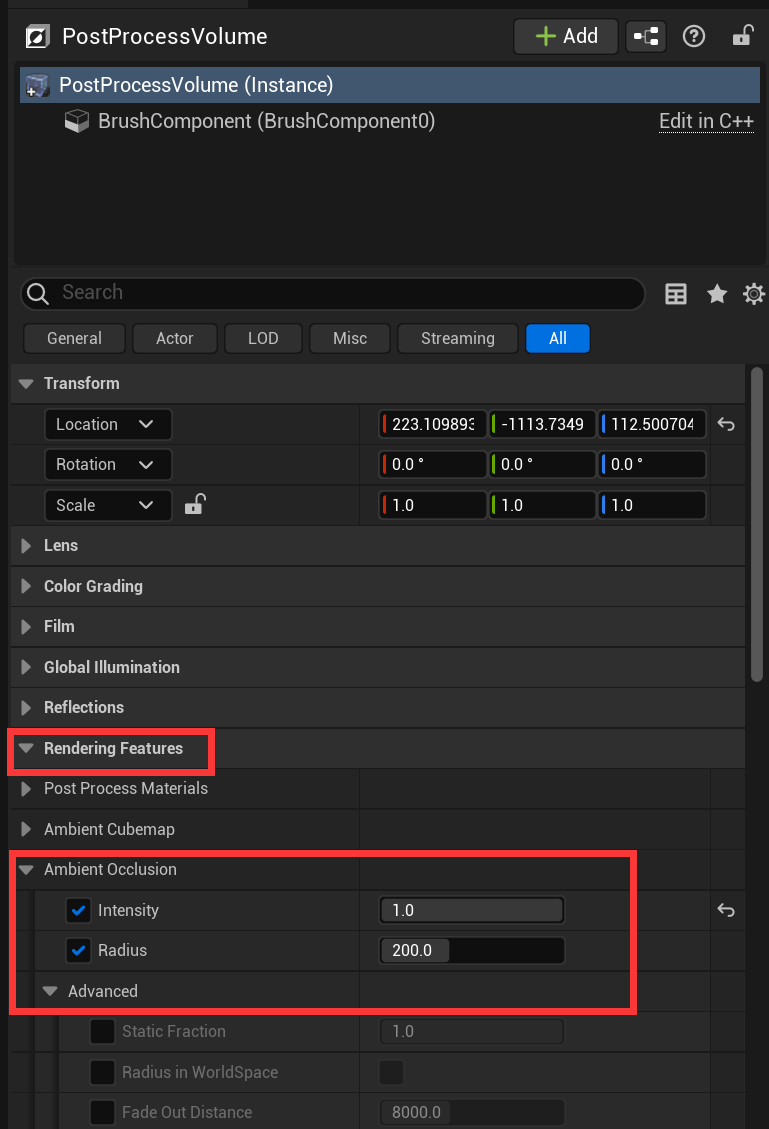 PostProcessVolume
Add
PostProcessVolume (Instance)
BrushComponent (BrushComponent0)
Edit in C++
Search
General Actor LOD Misc Streaming All
Transform
Location 223.109893 -1113.7349 112.500704
Rotation 0.0 ° 0.0 ° 0.0 °
Scale 1.0 1.0 1.0
Lens
Color Grading
Film
Global Illumination
Reflections
Rendering Features
Post Process Materials
Ambient Cubemap
Ambient Occlusion
Intensity 1.0
Radius 200.0
Advanced
Static Fraction 1.0
Radius in WorldSpace
Fade Out Distance 8000.0